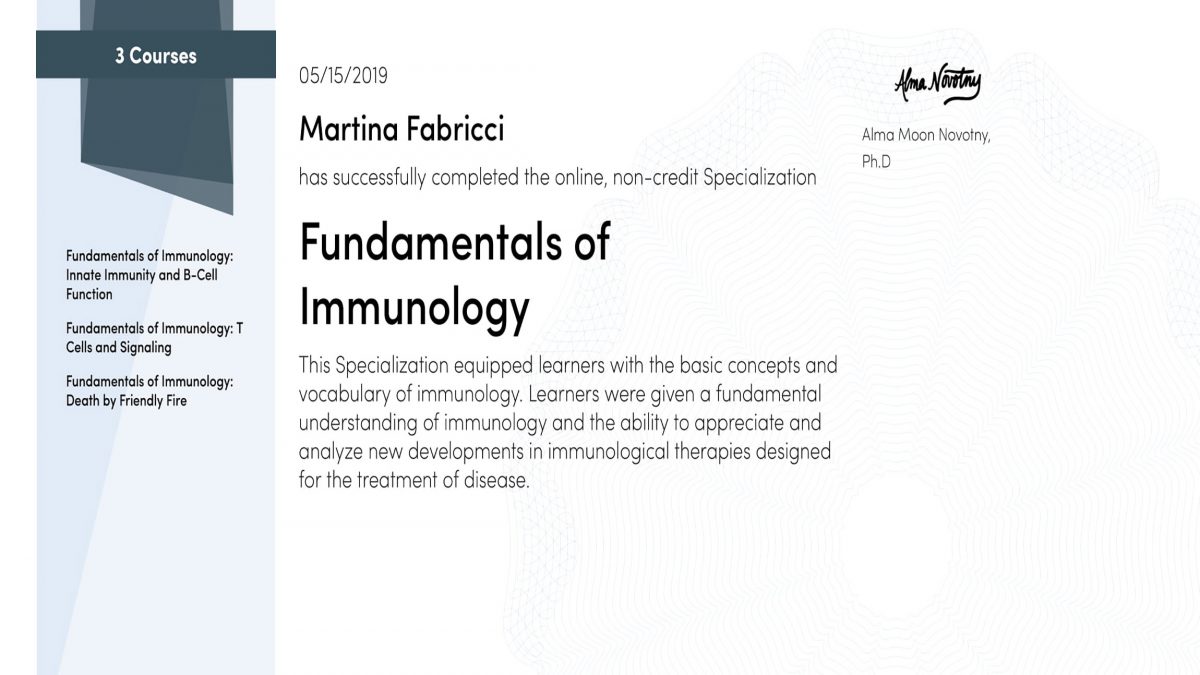 3 Courses
Fundamentals of Immunology:
Innate Immunity and B-Cell
Function
Fundamentals of Immunology: T
Cells and Signaling
Fundamentals of Immunology:
Death by Friendly Fire
05/15/2019
Martina Fabricci
has successfully completed the online, non-credit Specialization
Fundamentals of
Immunology
This Specialization equipped learners with the basic concepts and
vocabulary of immunology. Learners were given a fundamental
understanding of immunology and the ability to appreciate and
analyze new developments in immunological therapies designed
for the treatment of disease.
Alma Novotny
Alma Moon Novotny,
Ph.D